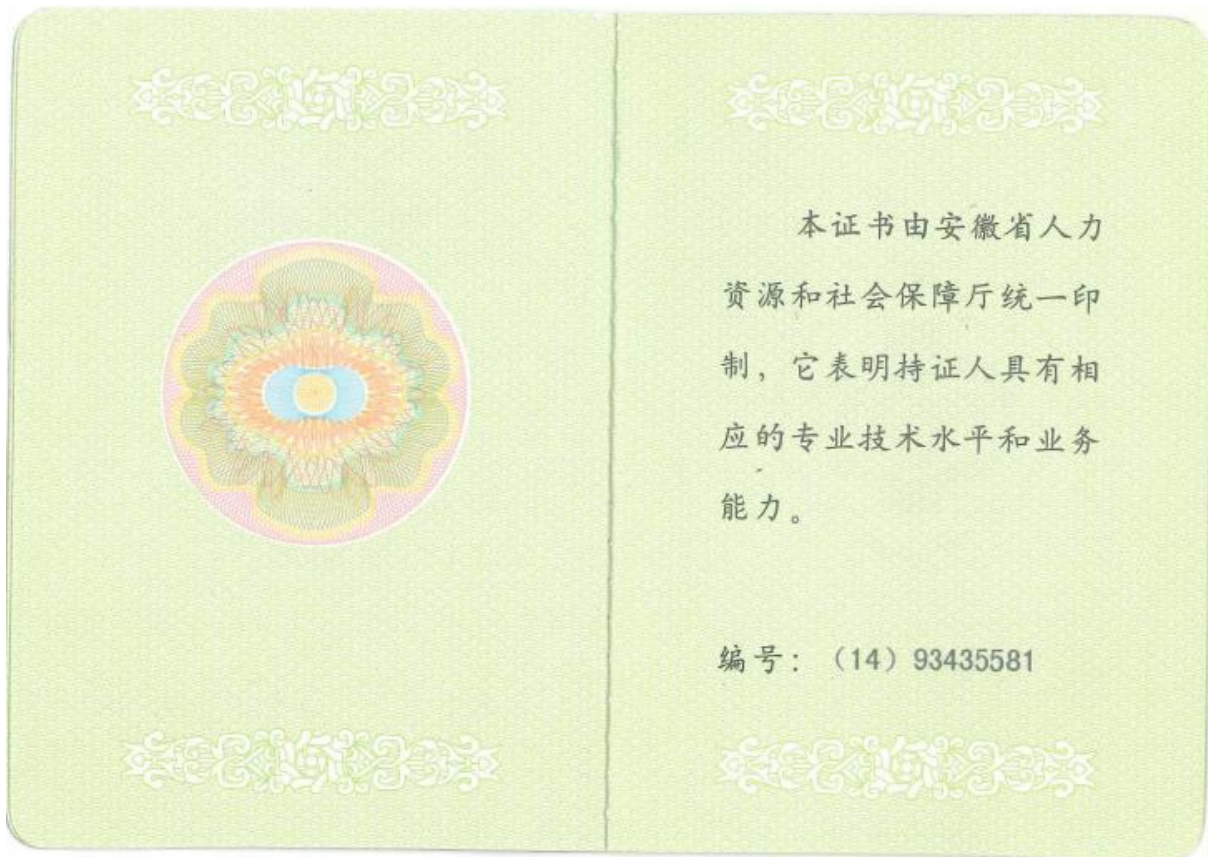 本证书由安徽省人力
资源和社会保障厅统一印
制，它表明持证人具有相
应的专业技术水平和业务
能力。
编号：（14）93435581